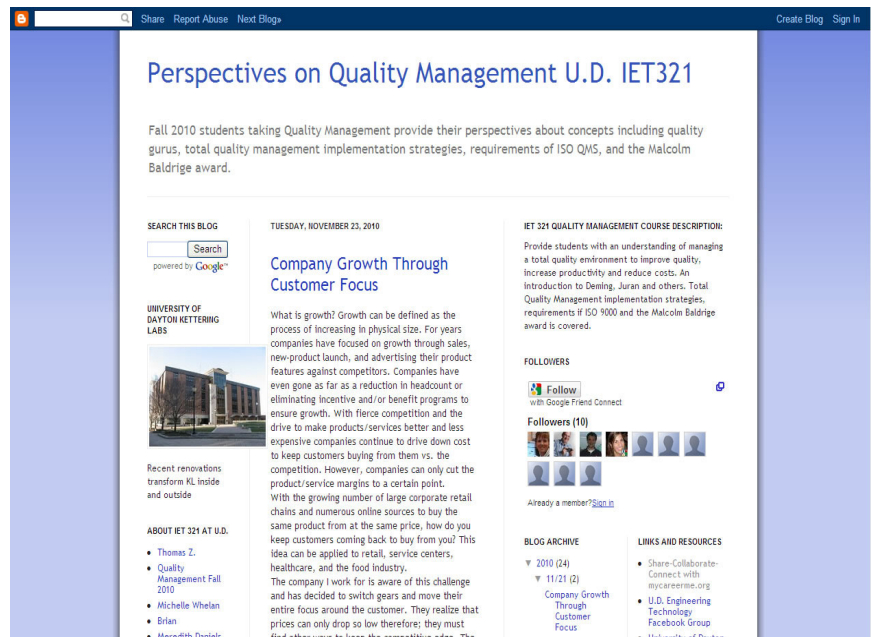 Share Report Abuse Next Blog» Create Blog Sign In
Perspectives on Quality Management U.D. IET321
Fall 2010 students taking Quality Management provide their perspectives about concepts including quality
gurus, total quality management implementation strategies, requirements of ISO QMS, and the Malcolm
Baldrige award.
SEARCH THIS BLOG
Search
powered by Google™
UNIVERSITY OF
DAYTON KETTERING
LABS
Recent renovations
transform KL inside
and outside
ABOUT IET 321 AT U.D.
Thomas Z.
Quality
Management Fall
2010
Michelle Whelan
Brian
Meredith Daniels
TUESDAY, NOVEMBER 23, 2010
Company Growth Through
Customer Focus
What is growth? Growth can be defined as the
process of increasing in physical size. For years
companies have focused on growth through sales,
new-product launch, and advertising their product
features against competitors. Companies have
even gone as far as a reduction in headcount or
eliminating incentive and/or benefit programs to
ensure growth. With fierce competition and the
drive to make products/services better and less
expensive companies continue to drive down cost
to keep customers buying from them vs. the
competition. However, companies can only cut the
product/service margins to a certain point.
With the growing number of large corporate retail
chains and numerous online sources to buy the
same product from at the same price, how do you
keep customers coming back to buy from you? This
idea can be applied to retail, service centers,
healthcare, and the food industry.
The company I work for is aware of this challenge
and has decided to switch gears and move their
entire focus around the customer. They realize that
prices can only drop so low therefore; they must
find other ways to keep the competitive edge. The
IET 321 QUALITY MANAGEMENT COURSE DESCRIPTION:
Provide students with an understanding of managing
a total quality environment to improve quality,
increase productivity and reduce costs. An
introduction to Deming, Juran and others. Total
Quality Management implementation strategies,
requirements if ISO 9000 and the Malcolm Baldrige
award is covered.
FOLLOWERS
Follow
with Google Friend Connect
Followers (10)
Already a member?Sign in
BLOG ARCHIVE
▼ 2010 (24)
▼ 11/21 (2)
Company Growth
Through
Customer
Focus
LINKS AND RESOURCES
Share-Collaborate-
Connect with
mycareerme.org
U.D. Engineering
Technology
Facebook Group
University of Dayton